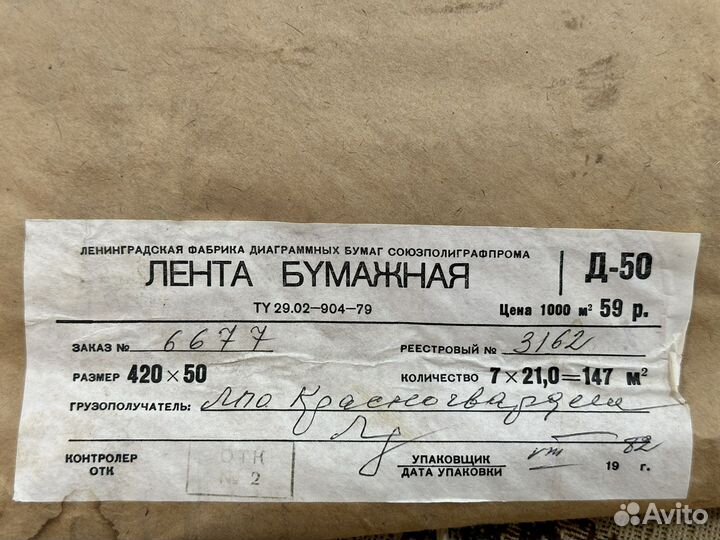 ЛЕНИНГРАДСКАЯ ФАБРИКА ДИАГРАММНЫХ БУМАГ СОЮЗПОЛИГРАФПРОМА
ЛЕНТА БУМАЖНАЯ
Д-50
ТУ 29.02—904—79
Цена 1000 м² 59 р.
ЗАКАЗ № 6677
РЕЕСТРОВЫЙ № 3162
РАЗМЕР 420×50
КОЛИЧЕСТВО 7×21,0=147 м²
ГРУЗОПОЛУЧАТЕЛЬ: Лпо Красногвардеец
КОНТРОЛЕР
ОТК
ОТК
№ 2
УПАКОВЩИК
ДАТА УПАКОВКИ
19 82 г.
Avito